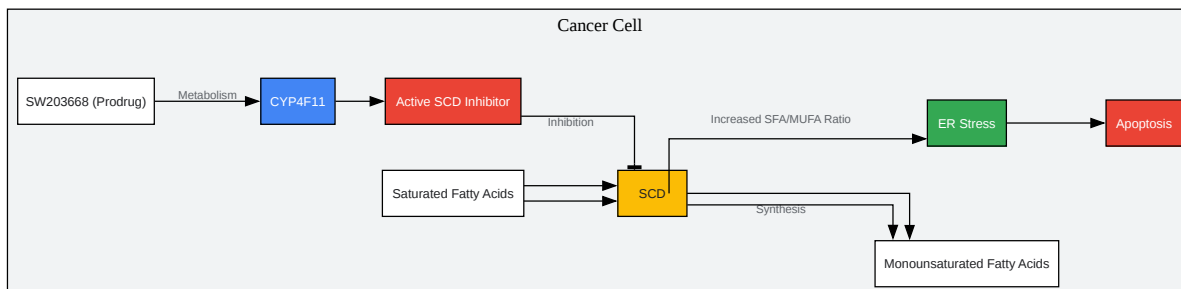 Cancer Cell
SW203668 (Prodrug)
Metabolism
CYP4F11
Active SCD Inhibitor
Inhibition
Increased SFA/MUFA Ratio
ER Stress
Apoptosis
Saturated Fatty Acids
SCD
Synthesis
Monounsaturated Fatty Acids